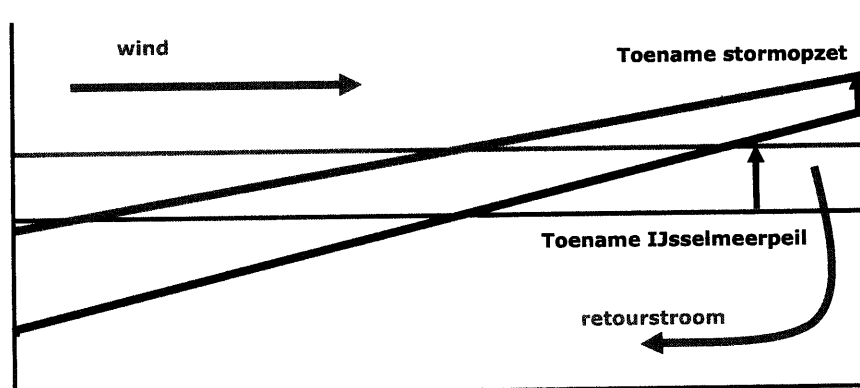 wind
Toename stormopzet
Toename IJsselmeerpeil
retourstroom